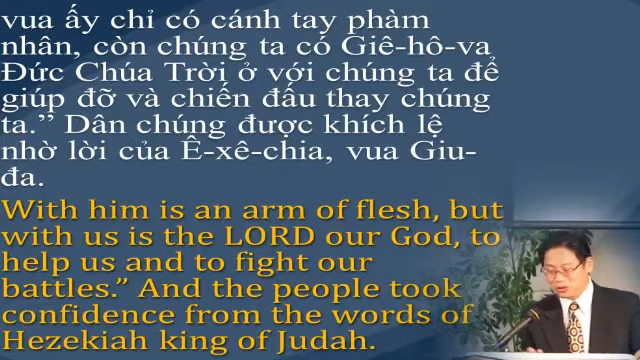 vua ấy chỉ có cánh tay phàm
nhân, còn chúng ta có Giê-hô-va
Đức Chúa Trời ở với chúng ta để
giúp đỡ và chiến đấu thay chúng
ta.” Dân chúng được khích lệ
nhờ lời của Ê-xê-chia, vua Giu-
đa.
With him is an arm of flesh, but
with us is the LORD our God, to
help us and to fight our
battles.” And the people took
confidence from the words of
Hezekiah king of Judah.